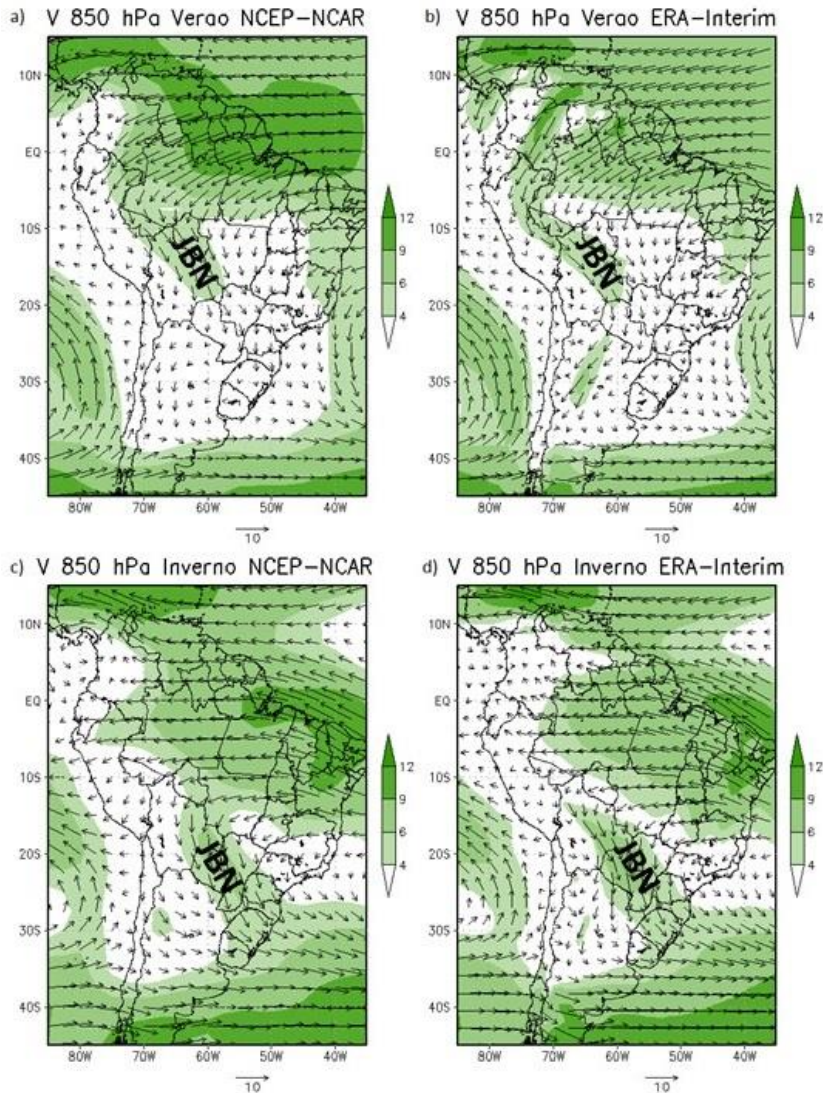 a) V 850 hPa Verao NCEP-NCAR
10N
EQ
10S
20S
30S
40S
80W 70W 60W 50W 40W
10
12
9
6
4
JBN
b) V 850 hPa Verao ERA-Interim
10N
EQ
10S
20S
30S
40S
80W 70W 60W 50W 40W
10
12
9
6
4
JBN
c) V 850 hPa Inverno NCEP-NCAR
10N
EQ
10S
20S
30S
40S
80W 70W 60W 50W 40W
10
12
9
6
4
JBN
d) V 850 hPa Inverno ERA-Interim
10N
EQ
10S
20S
30S
40S
80W 70W 60W 50W 40W
10
12
9
6
4
JBN